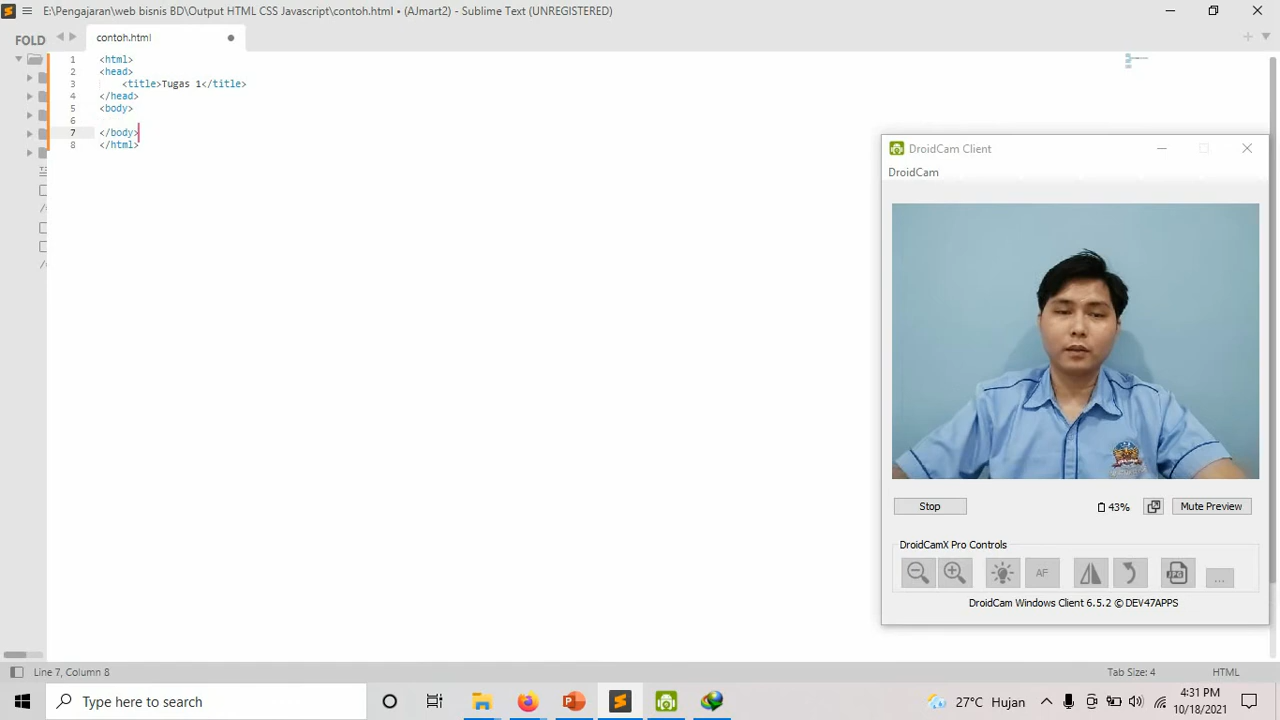 E:\Pengajaran\web bisnis BD\Output HTML CSS Javascript\contoh.html • (AJmart2) - Sublime Text (UNREGISTERED)
FOLD
contoh.html
1 <html>
2 <head>
3 <title>Tugas 1</title>
4 </head>
5 <body>
6
7 </body>
8 </html>
DroidCam Client
DroidCam
Stop
43%
Mute Preview
DroidCamX Pro Controls
AF
JPG
...
DroidCam Windows Client 6.5.2 © DEV47APPS
Line 7, Column 8
Tab Size: 4
HTML
Type here to search
27°C Hujan
4:31 PM
10/18/2021